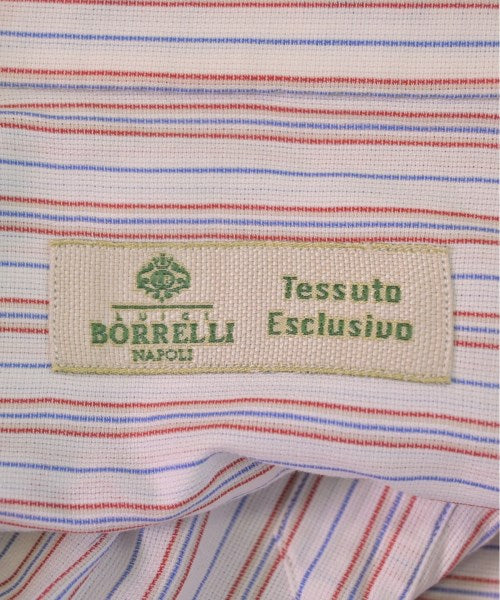 LUIGI
BORRELLI
NAPOLI
Tessuto
Esclusivo